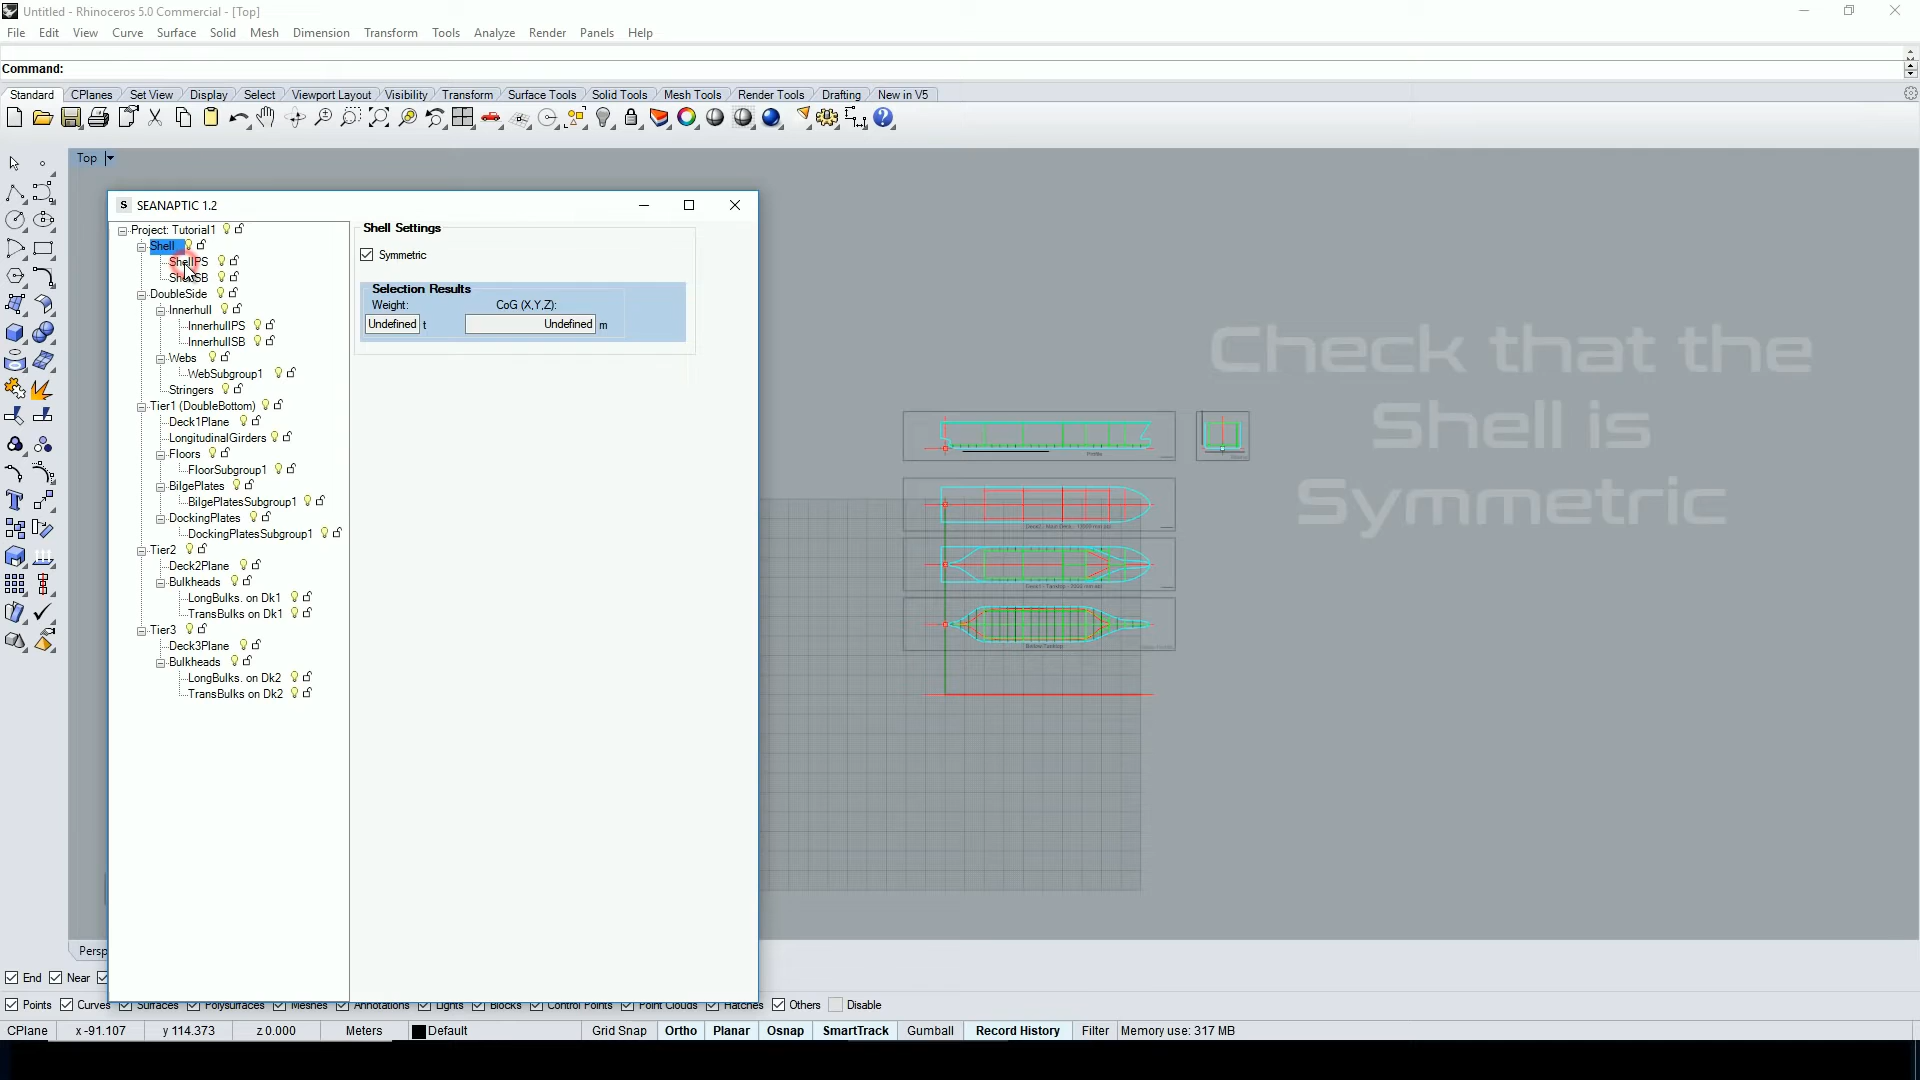 Untitled - Rhinoceros 5.0 Commercial - [Top]
File Edit View Curve Surface Solid Mesh Dimension Transform Tools Analyze Render Panels Help
Command:
Standard CPlanes Set View Display Select Viewport Layout Visibility Transform Surface Tools Solid Tools Mesh Tools Render Tools Drafting New in V5
Top
SEANAPTIC 1.2
Project: Tutorial1
Shell
ShellPS
ShellSB
DoubleSide
Innerhull
InnerhullPS
InnerhullSB
Webs
WebSubgroup1
Stringers
Tier1 (DoubleBottom)
Deck1Plane
LongitudinalGirders
Floors
FloorSubgroup1
BilgePlates
BilgePlatesSubgroup1
DockingPlates
DockingPlatesSubgroup1
Tier2
Deck2Plane
Bulkheads
LongBulks. on Dk1
TransBulks on Dk1
Tier3
Deck3Plane
Bulkheads
LongBulks. on Dk2
TransBulks on Dk2
Shell Settings
Symmetric
Selection Results
Weight: CoG (X,Y,Z):
Undefined t Undefined m
Check that the
Shell is
Symmetric
Profile
Below Tanktop
Persp
End Near
Points Curves Surfaces Polysurfaces Meshes Annotations Lights Blocks Control Points Point Clouds Hatches Others Disable
CPlane x -91.107 y 114.373 z 0.000 Meters Default Grid Snap Ortho Planar Osnap SmartTrack Gumball Record History Filter Memory use: 317 MB